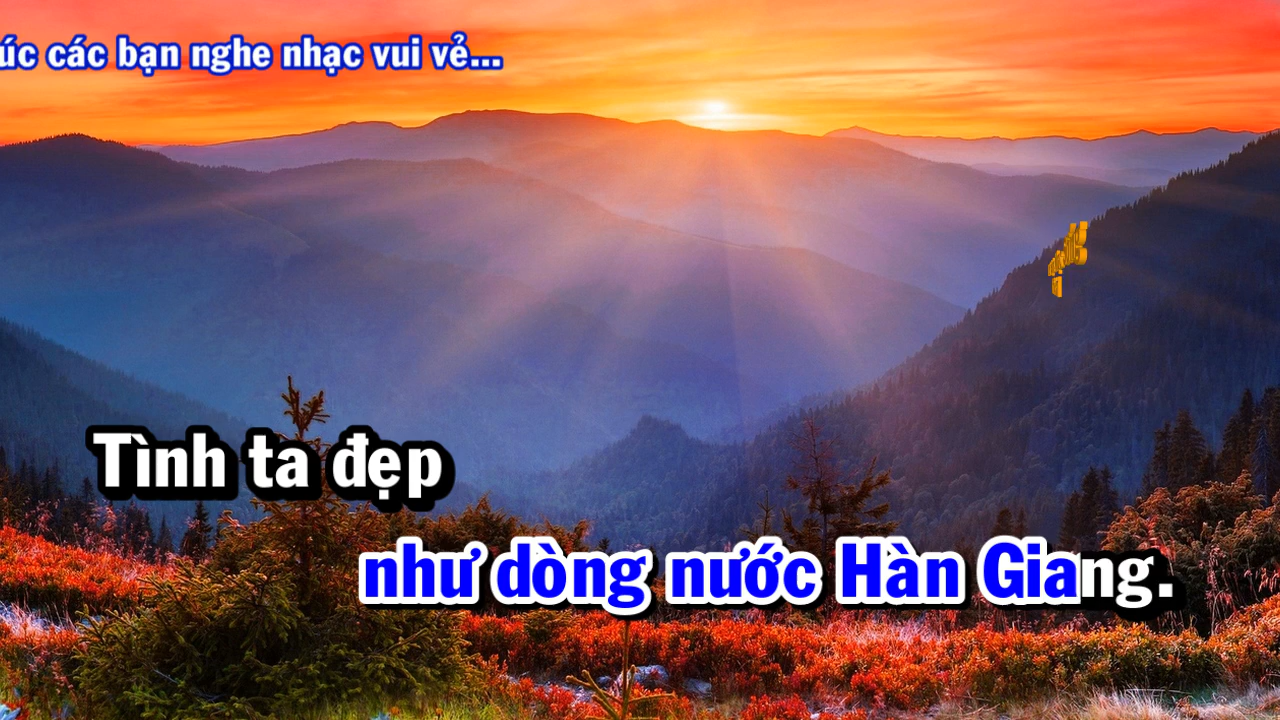 úc các bạn nghe nhạc vui vẻ...
Tình ta đẹp
như dòng nước Hàn Giang.